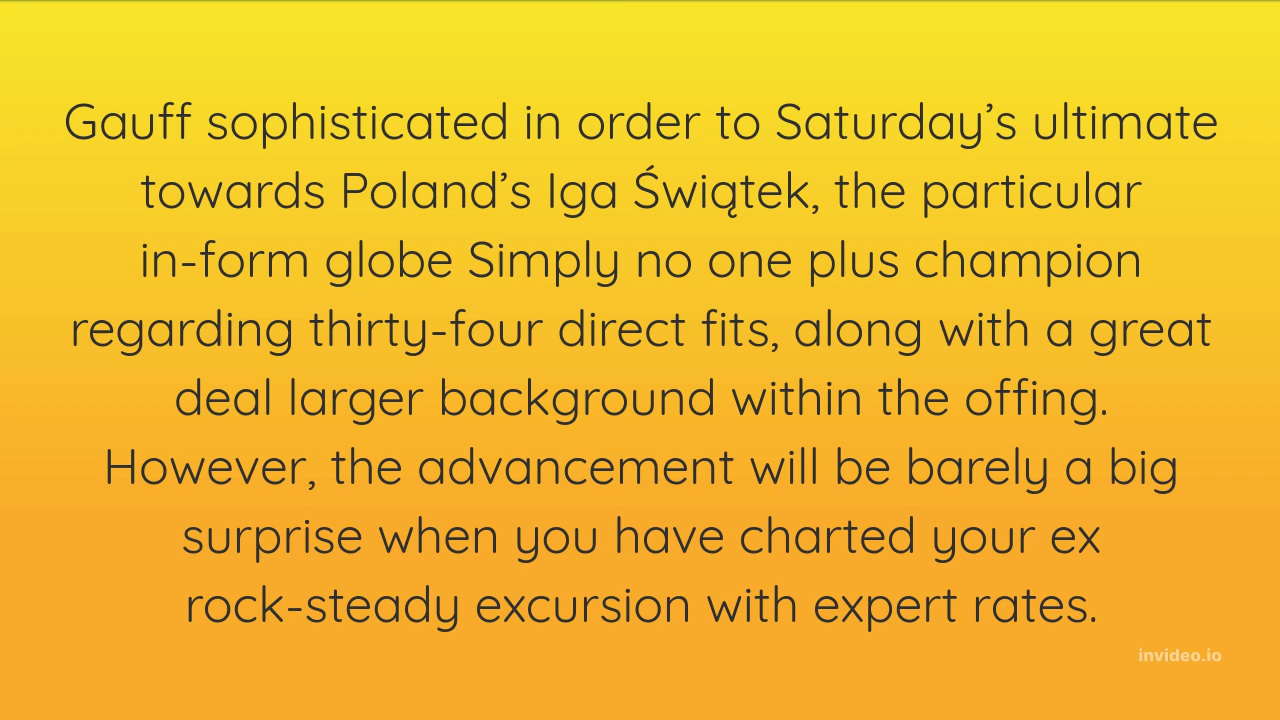 Gauff sophisticated in order to Saturday’s ultimate
towards Poland’s Iga Świątek, the particular
in-form globe Simply no one plus champion
regarding thirty-four direct fits, along with a great
deal larger background within the offing.
However, the advancement will be barely a big
surprise when you have charted your ex
rock-steady excursion with expert rates.
invideo.io